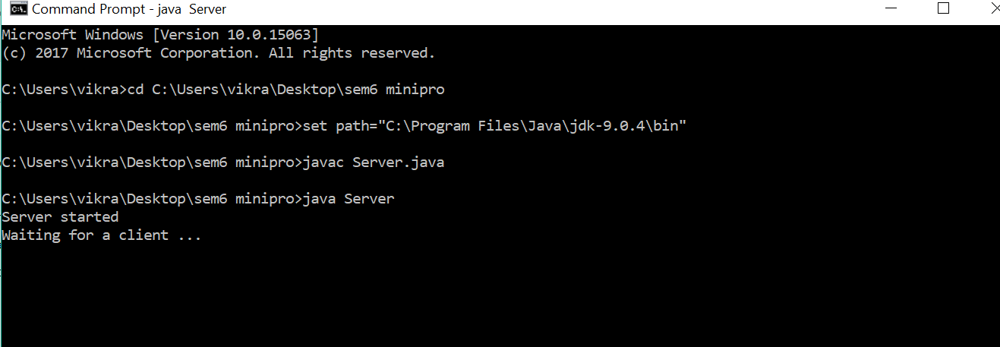 Command Prompt - java  Server
Microsoft Windows [Version 10.0.15063]
(c) 2017 Microsoft Corporation. All rights reserved.
C:\Users\vikra>cd C:\Users\vikra\Desktop\sem6 minipro
C:\Users\vikra\Desktop\sem6 minipro>set path="C:\Program Files\Java\jdk-9.0.4\bin"
C:\Users\vikra\Desktop\sem6 minipro>javac Server.java
C:\Users\vikra\Desktop\sem6 minipro>java Server
Server started
Waiting for a client ...